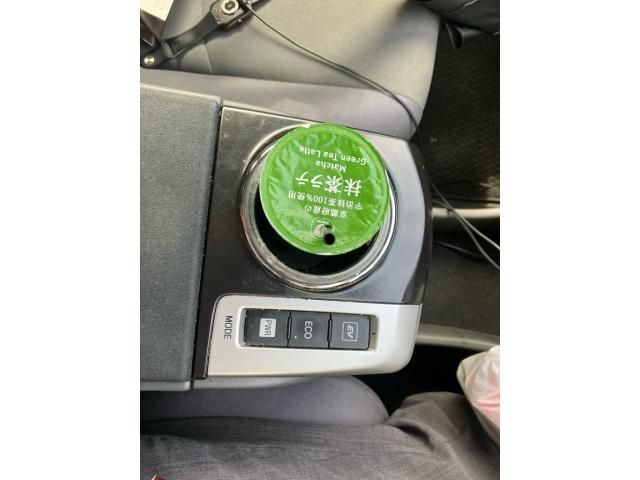 京都府産の
宇治抹茶100%使用
抹茶ラテ
Matcha
Green Tea Latte
EV
ECO
PWR
MODE